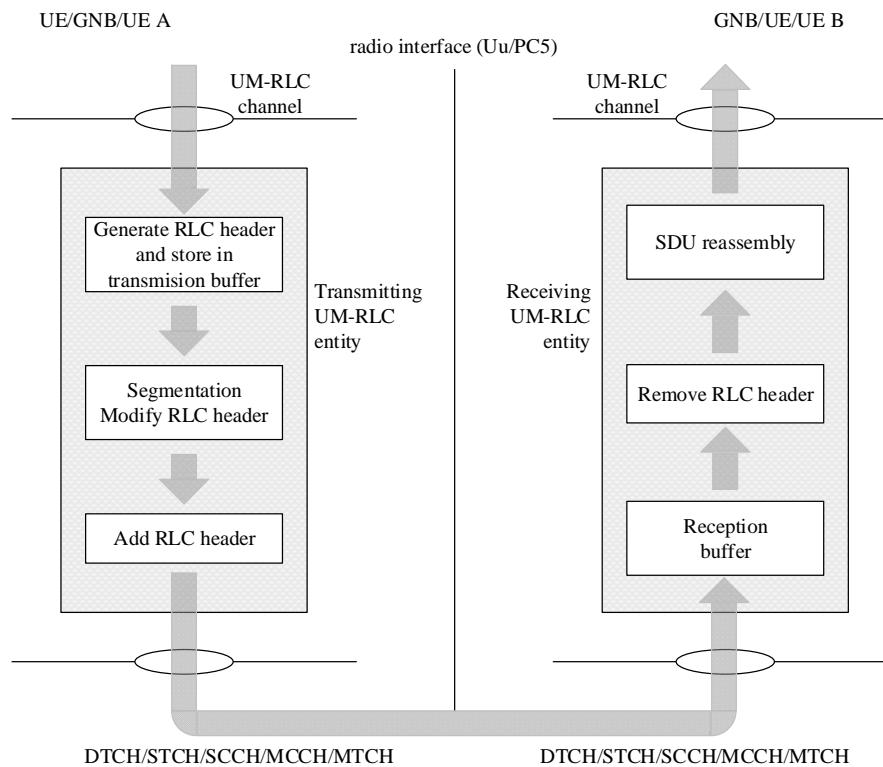 UE/GNB/UE A
GNB/UE/UE B
radio interface (Uu/PC5)
UM-RLC
channel
UM-RLC
channel
Generate RLC header
and store in
transmision buffer
Transmitting
UM-RLC
entity
Segmentation
Modify RLC header
Add RLC header
Receiving
UM-RLC
entity
SDU reassembly
Remove RLC header
Reception
buffer
DTCH/STCH/SCCH/MCCH/MTCH
DTCH/STCH/SCCH/MCCH/MTCH